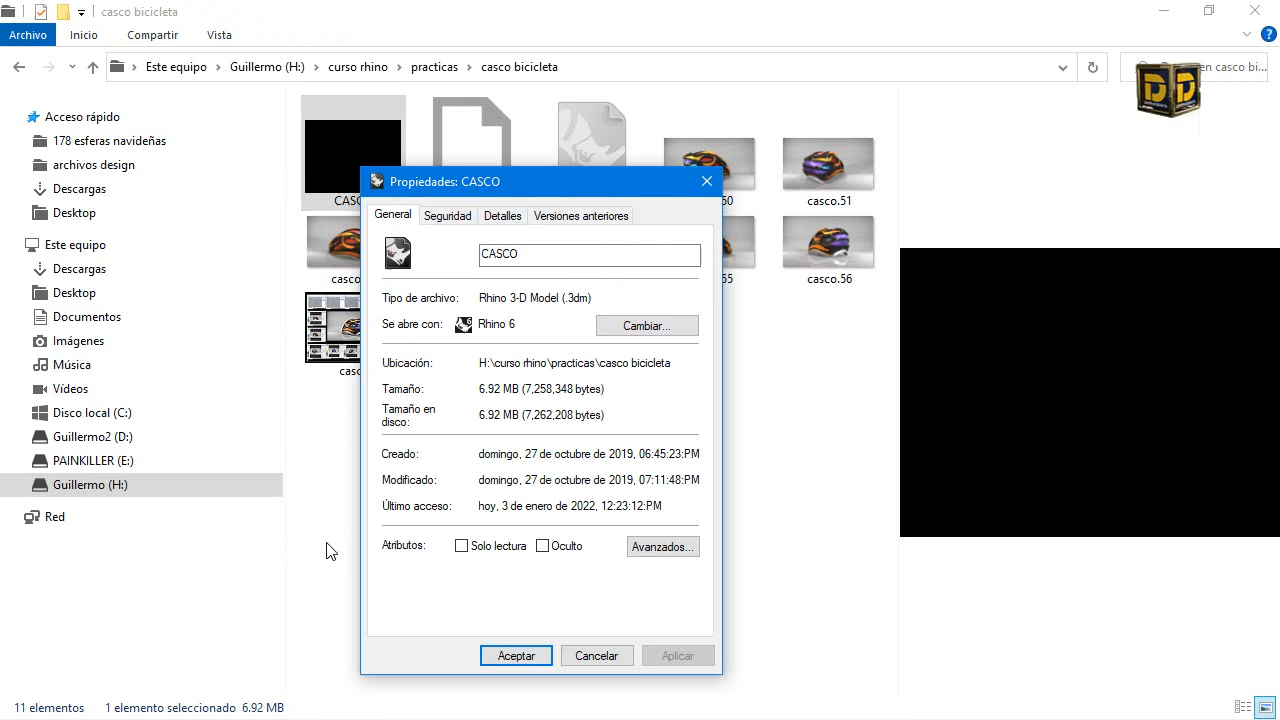 casco bicicleta
Archivo Inicio Compartir Vista
Este equipo Guillermo (H:) curso rhino practicas casco bicicleta
en casco bi...
Acceso rápido
178 esferas navideñas
archivos design
Descargas
Desktop
Este equipo
Descargas
Desktop
Documentos
Imágenes
Música
Vídeos
Disco local (C:)
Guillermo2 (D:)
PAINKILLER (E:)
Guillermo (H:)
Red
casco.51
casco.56
Propiedades: CASCO
General Seguridad Detalles Versiones anteriores
CASCO
Tipo de archivo: Rhino 3-D Model (.3dm)
Se abre con: Rhino 6 Cambiar...
Ubicación: H:\curso rhino\practicas\casco bicicleta
Tamaño: 6.92 MB (7,258,348 bytes)
Tamaño en disco: 6.92 MB (7,262,208 bytes)
Creado: domingo, 27 de octubre de 2019, 06:45:23:PM
Modificado: domingo, 27 de octubre de 2019, 07:11:48:PM
Último acceso: hoy, 3 de enero de 2022, 12:23:12:PM
Atributos: Solo lectura Oculto Avanzados...
Aceptar Cancelar Aplicar
11 elementos 1 elemento seleccionado 6.92 MB